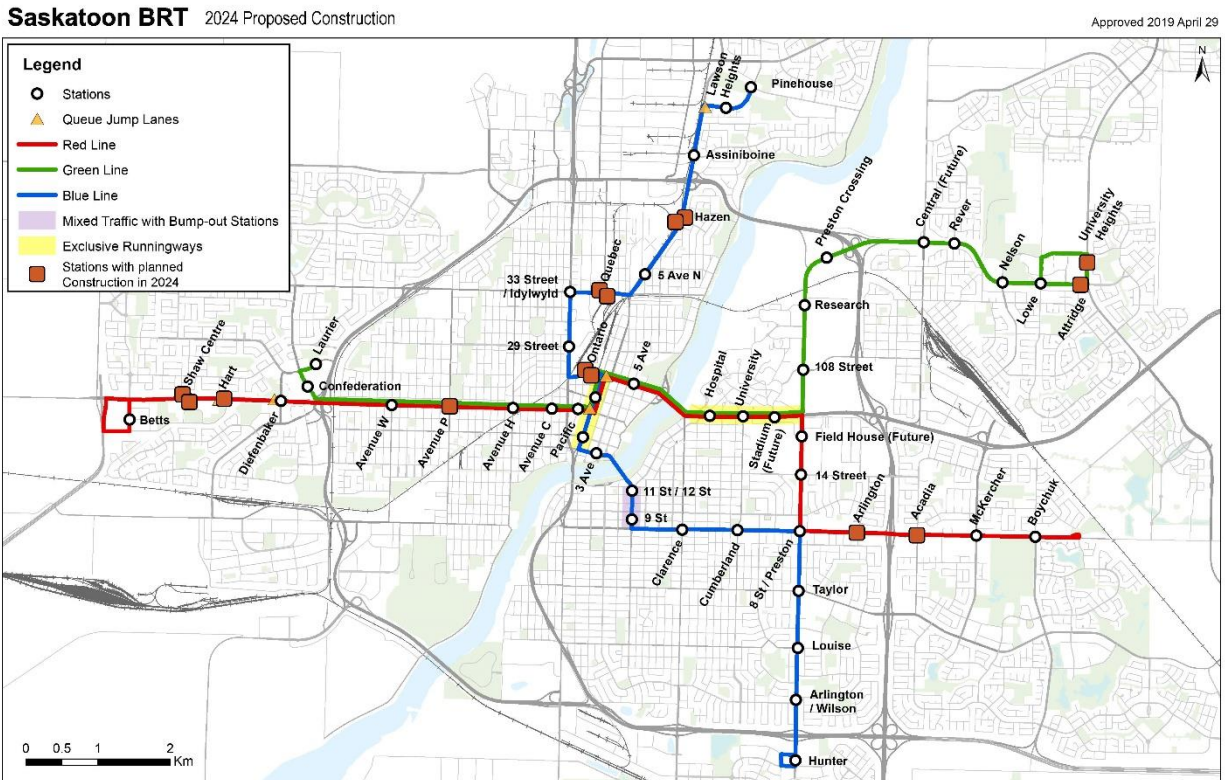 Saskatoon BRT 2024 Proposed Construction
Approved 2019 April 29
Legend
Stations
Queue Jump Lanes
Red Line
Green Line
Blue Line
Mixed Traffic with Bump-out Stations
Exclusive Runningways
Stations with planned
Construction in 2024
N
Lawson
Heights
Pinehouse
Assiniboine
Hazen
Quebec
5 Ave N
33 Street
/ Idylwyld
29 Street
Ontario
5 Ave
Preston Crossing
Central (Future)
Rever
Nelson
Lowe
Attridge
University
Heights
Research
108 Street
Hospital
University
Stadium
(Future)
Field House (Future)
14 Street
Shaw Centre
Hart
Betts
Laurier
Confederation
Diefenbaker
Avenue W
Avenue P
Avenue H
Avenue C
Pacific
3 Ave
11 St / 12 St
9 St
Clarence
Cumberland
8 St / Preston
Arlington
Acadia
McKercher
Boychuk
Taylor
Louise
Arlington
/ Wilson
Hunter
0 0.5 1 2
Km